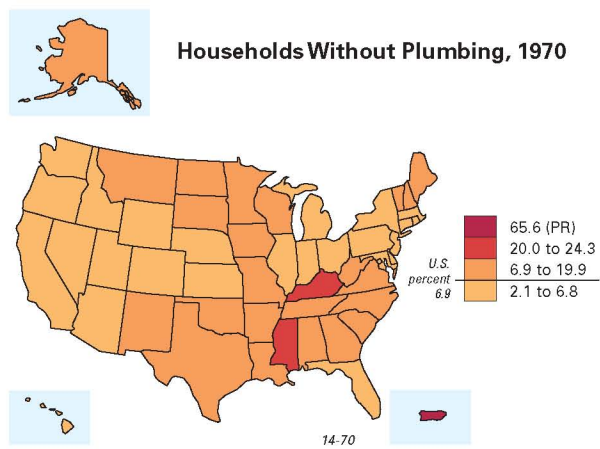 Households Without Plumbing, 1970
65.6 (PR)
20.0 to 24.3
6.9 to 19.9
2.1 to 6.8
U.S.
percent
6.9
14-70